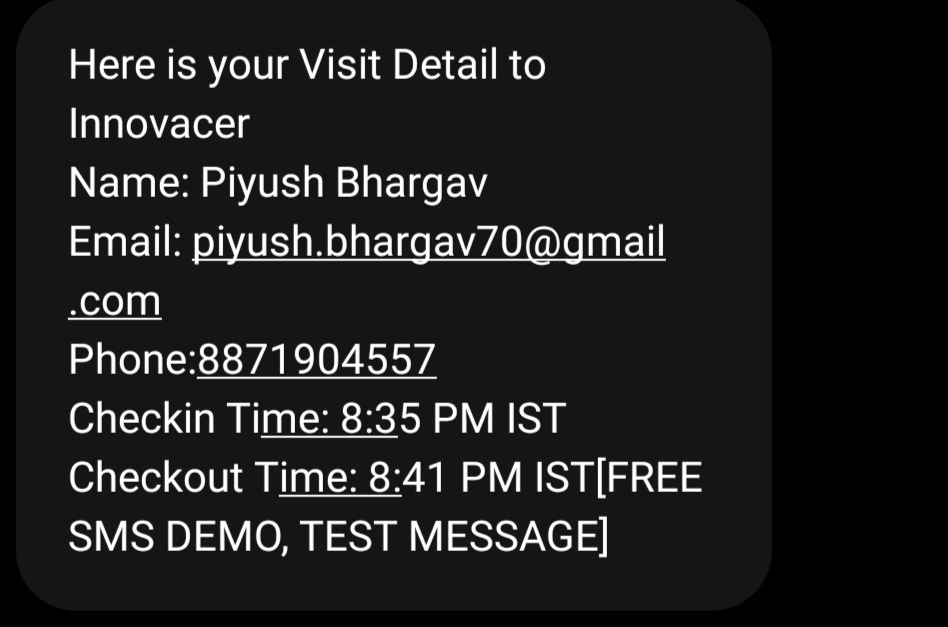 Here is your Visit Detail to
Innovacer
Name: Piyush Bhargav
Email: piyush.bhargav70@gmail
.com
Phone:8871904557
Checkin Time: 8:35 PM IST
Checkout Time: 8:41 PM IST[FREE
SMS DEMO, TEST MESSAGE]